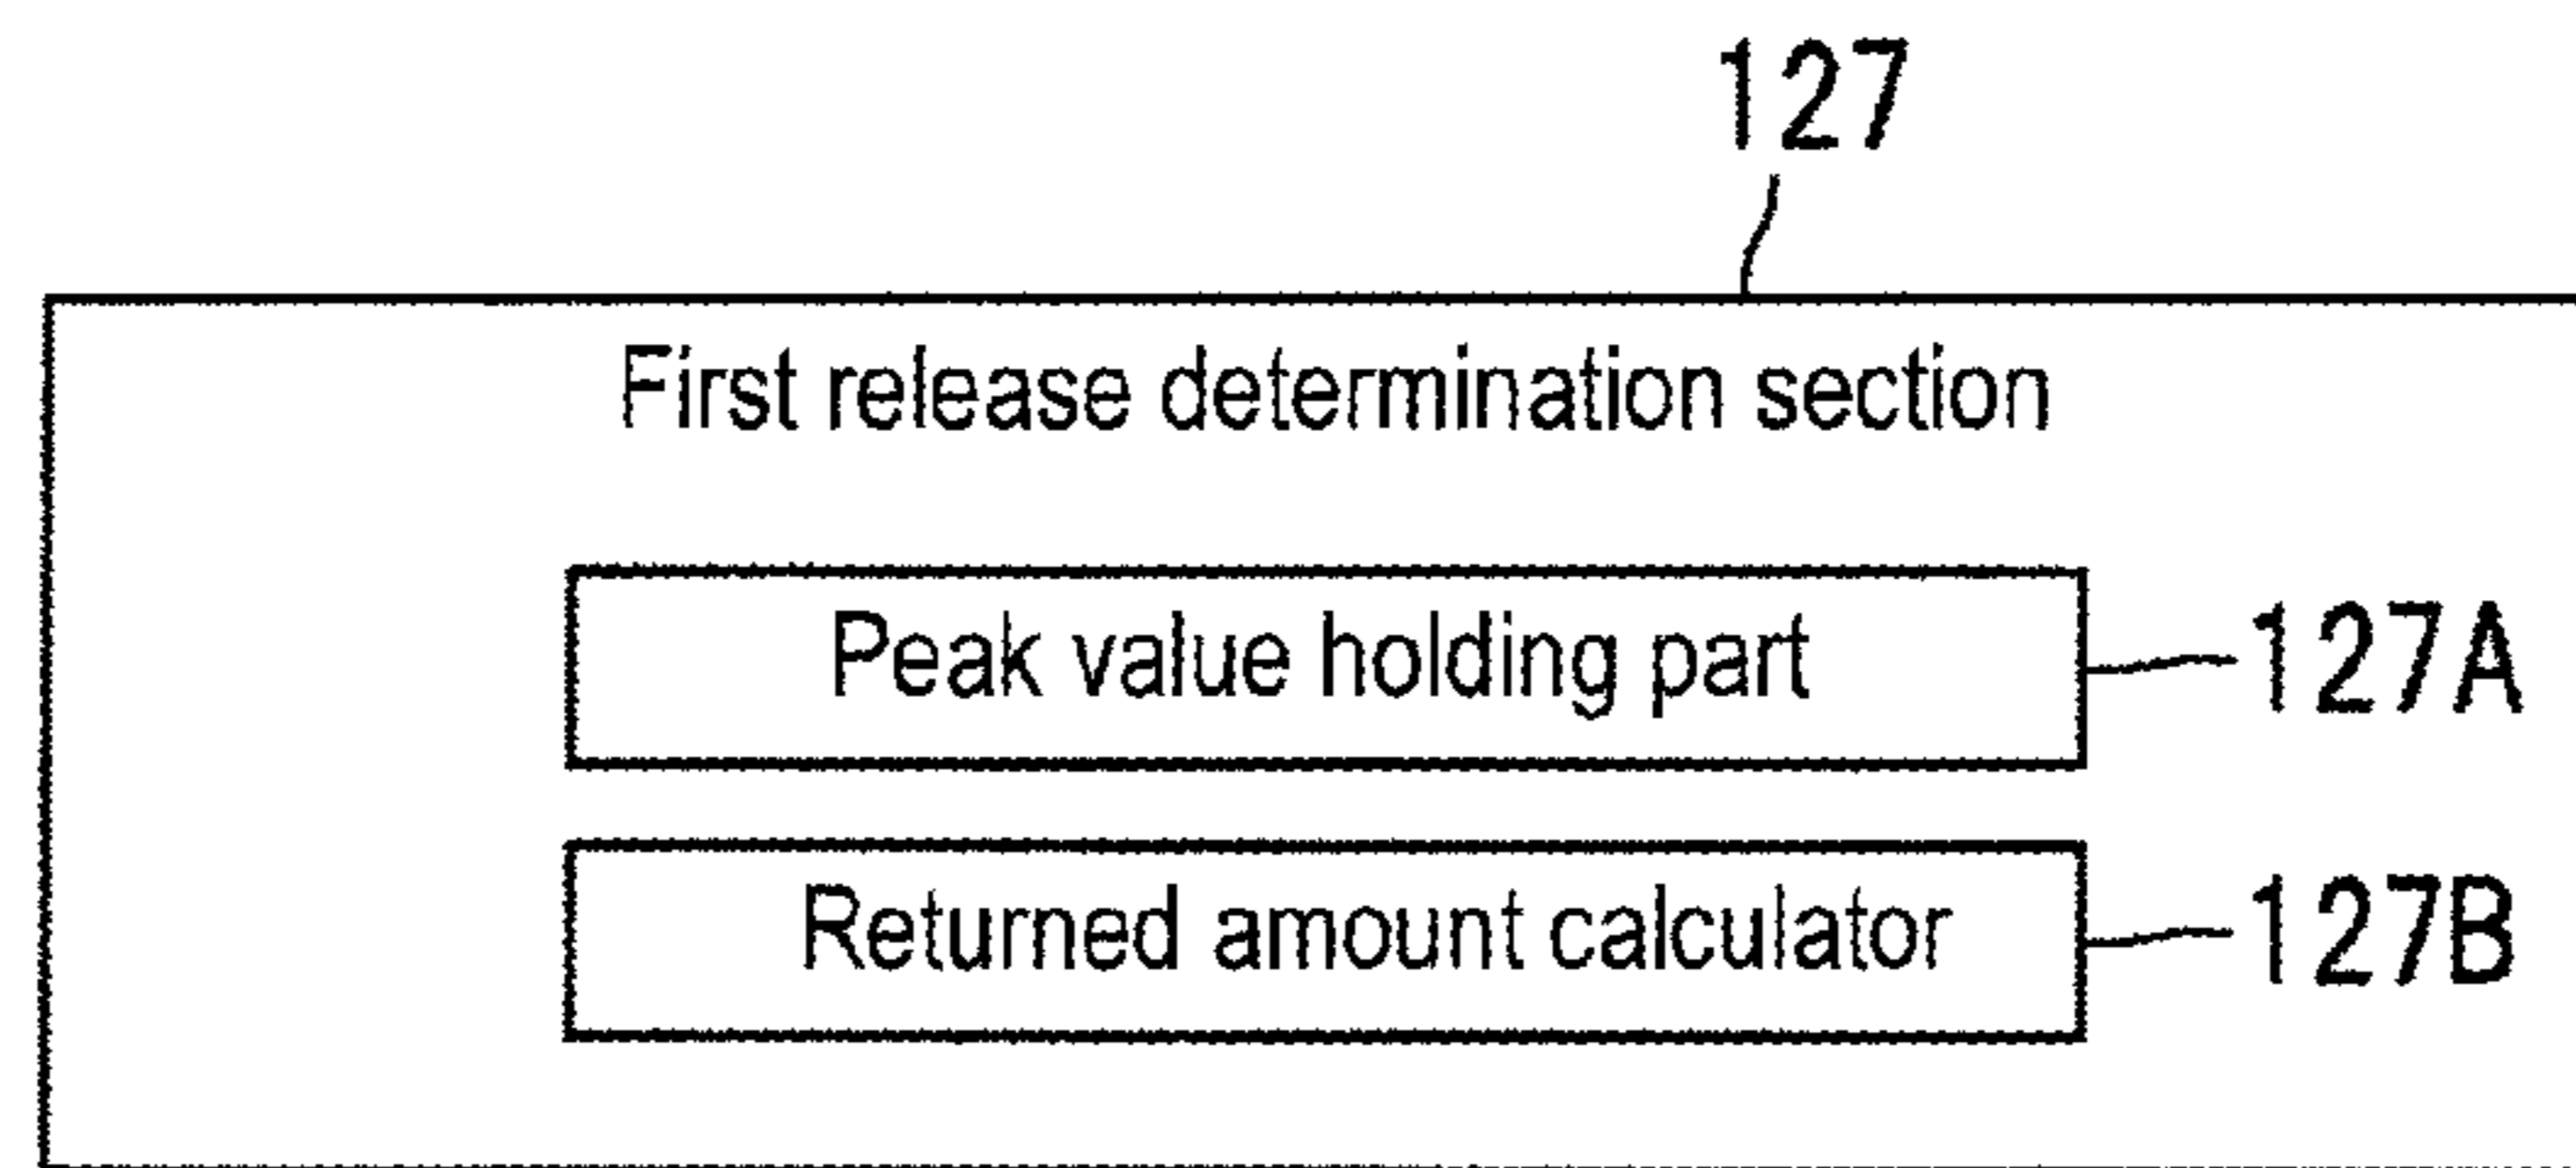 127
First release determination section
Peak value holding part 127A
Returned amount calculator 127B